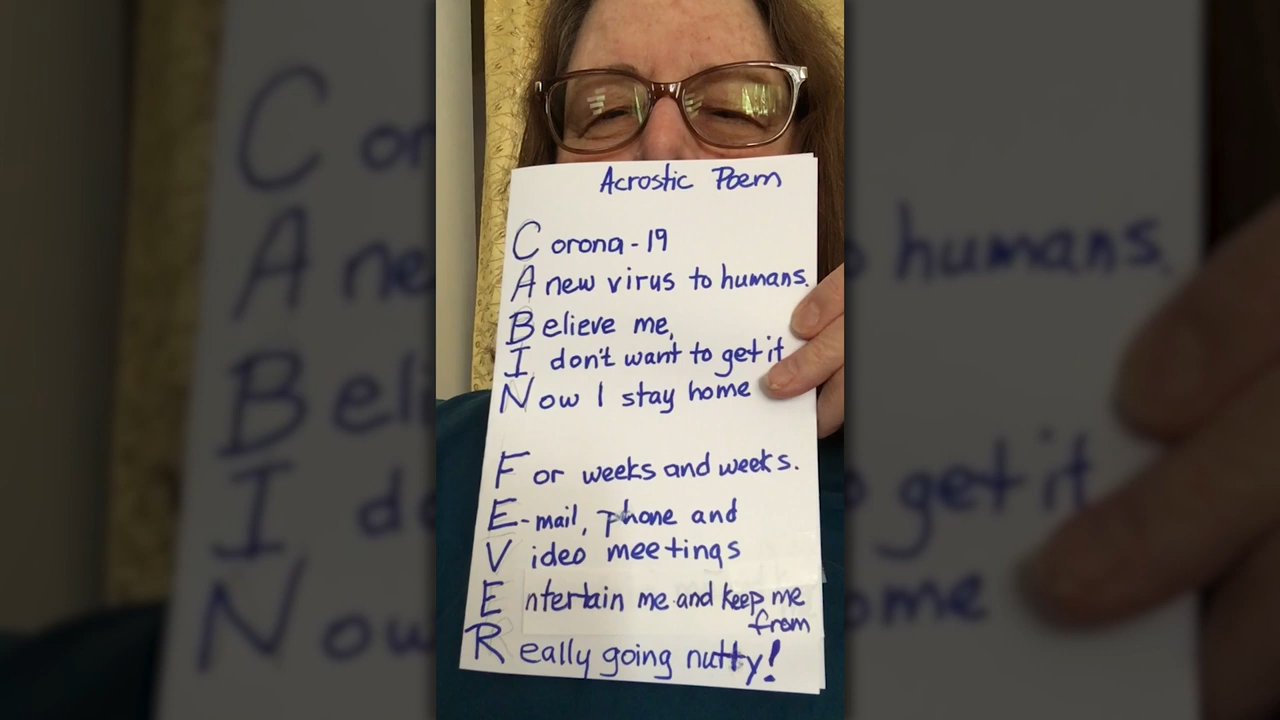 Acrostic Poem
Corona-19
A new virus to humans.
Believe me,
I don't want to get it
Now I stay home
For weeks and weeks.
E-mail, phone and
Video meetings
Entertain me and keep me
from
Really going nutty!